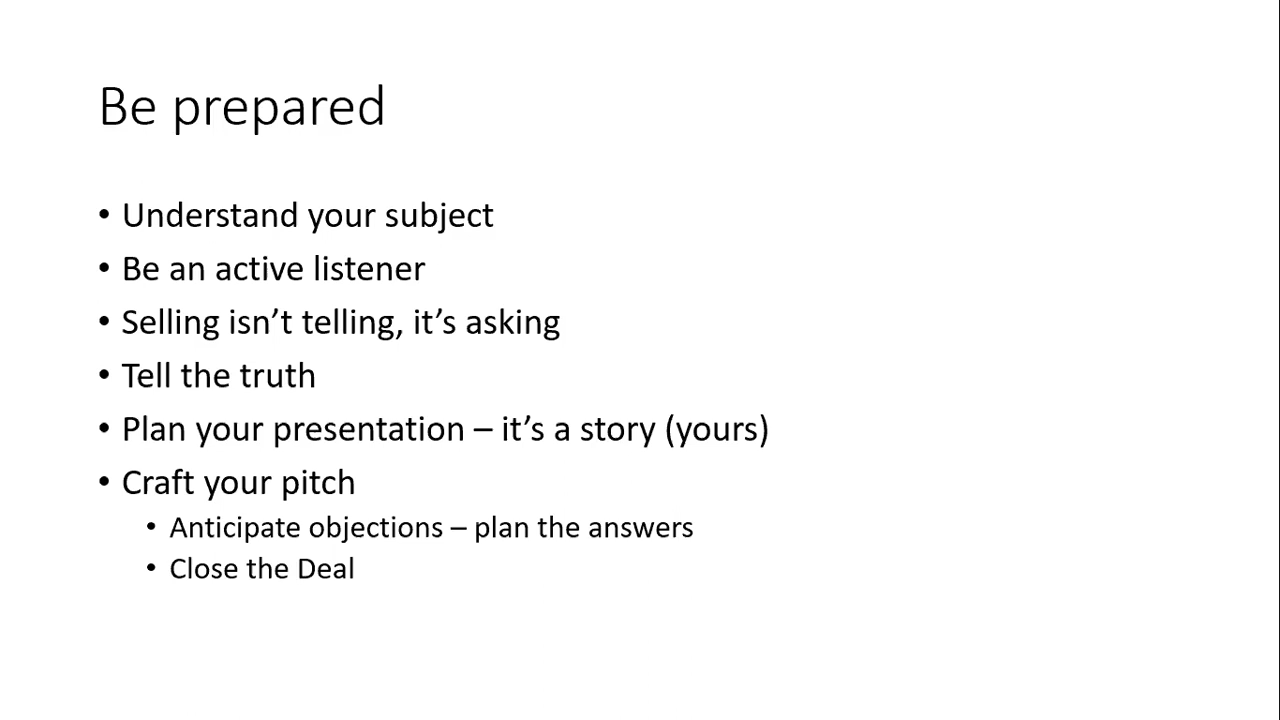 Be prepared
• Understand your subject
• Be an active listener
• Selling isn’t telling, it’s asking
• Tell the truth
• Plan your presentation – it’s a story (yours)
• Craft your pitch
• Anticipate objections – plan the answers
• Close the Deal